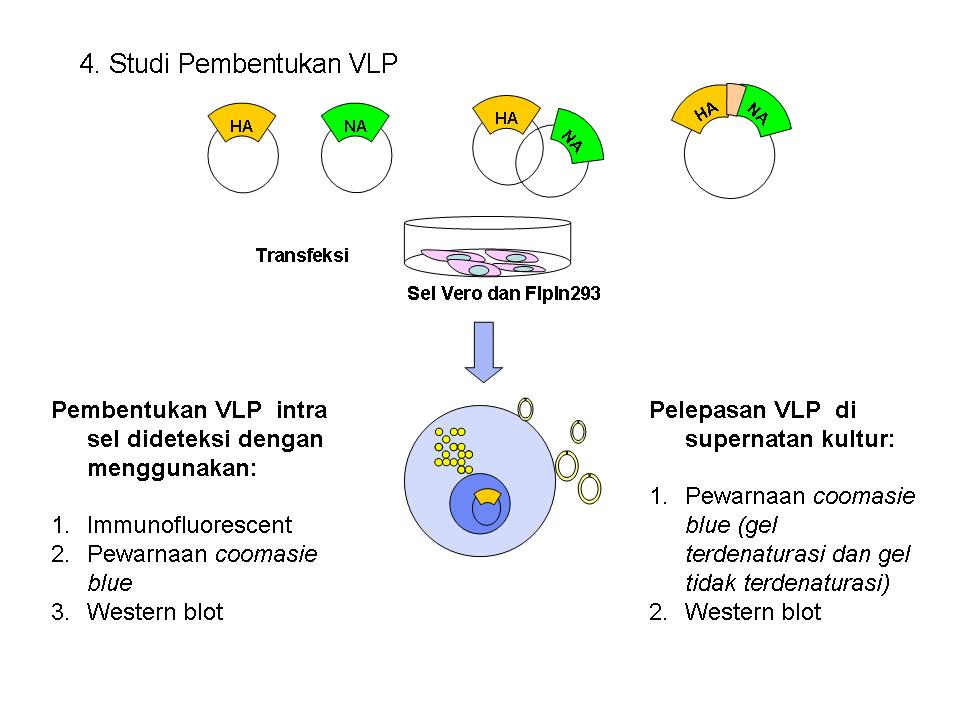 4. Studi Pembentukan VLP
HA
NA
HA
NA
HA
NA
Transfeksi
Sel Vero dan FlpIn293
Pembentukan VLP intra
sel dideteksi dengan
menggunakan:
1. Immunofluorescent
2. Pewarnaan coomasie
blue
3. Western blot
Pelepasan VLP di
supernatan kultur:
1. Pewarnaan coomasie
blue (gel
terdenaturasi dan gel
tidak terdenaturasi)
2. Western blot